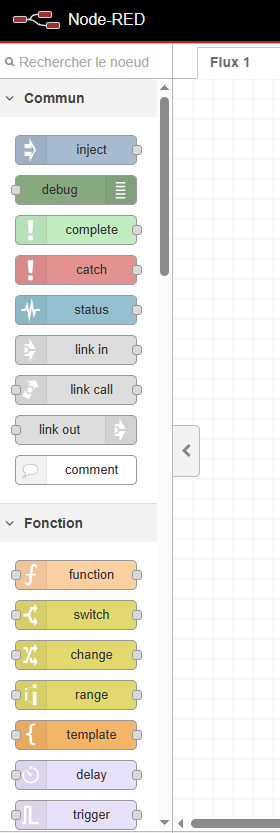 Node-RED
Rechercher le noeud
Flux 1
Commun
inject
debug
complete
catch
status
link in
link call
link out
comment
Fonction
function
switch
change
range
template
delay
trigger